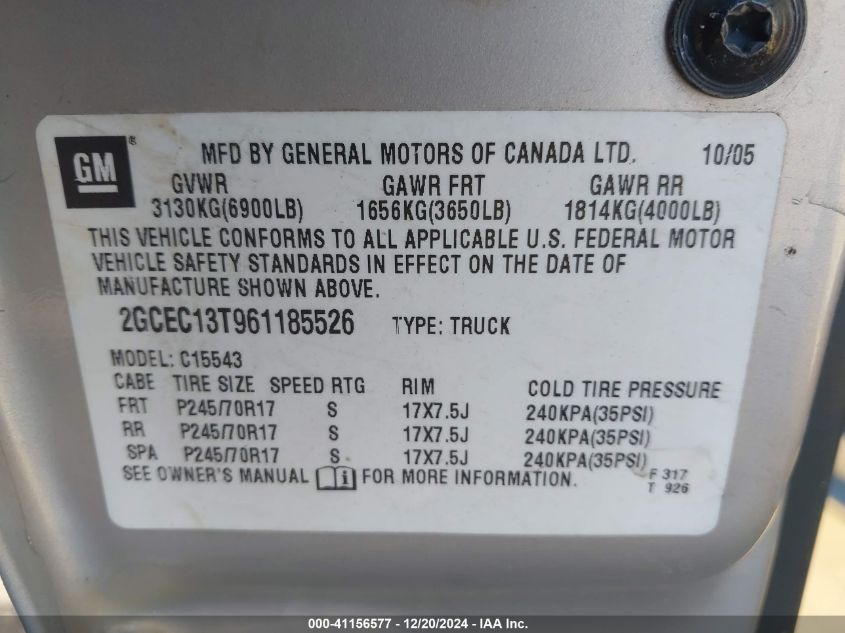 GM ® MFD BY GENERAL MOTORS OF CANADA LTD. 10/05
GVWR GAWR FRT GAWR RR
3130KG(6900LB) 1656KG(3650LB) 1814KG(4000LB)
THIS VEHICLE CONFORMS TO ALL APPLICABLE U.S. FEDERAL MOTOR
VEHICLE SAFETY STANDARDS IN EFFECT ON THE DATE OF
MANUFACTURE SHOWN ABOVE.
2GCEC13T961185526 TYPE: TRUCK
MODEL: C15543
CABE TIRE SIZE SPEED RTG RIM COLD TIRE PRESSURE
FRT P245/70R17 S 17X7.5J 240KPA(35PSI)
RR P245/70R17 S 17X7.5J 240KPA(35PSI)
SPA P245/70R17 S 17X7.5J 240KPA(35PSI)
SEE OWNER'S MANUAL i FOR MORE INFORMATION.
F 317
T 926
000-41156577 — 12/20/2024 — IAA Inc.